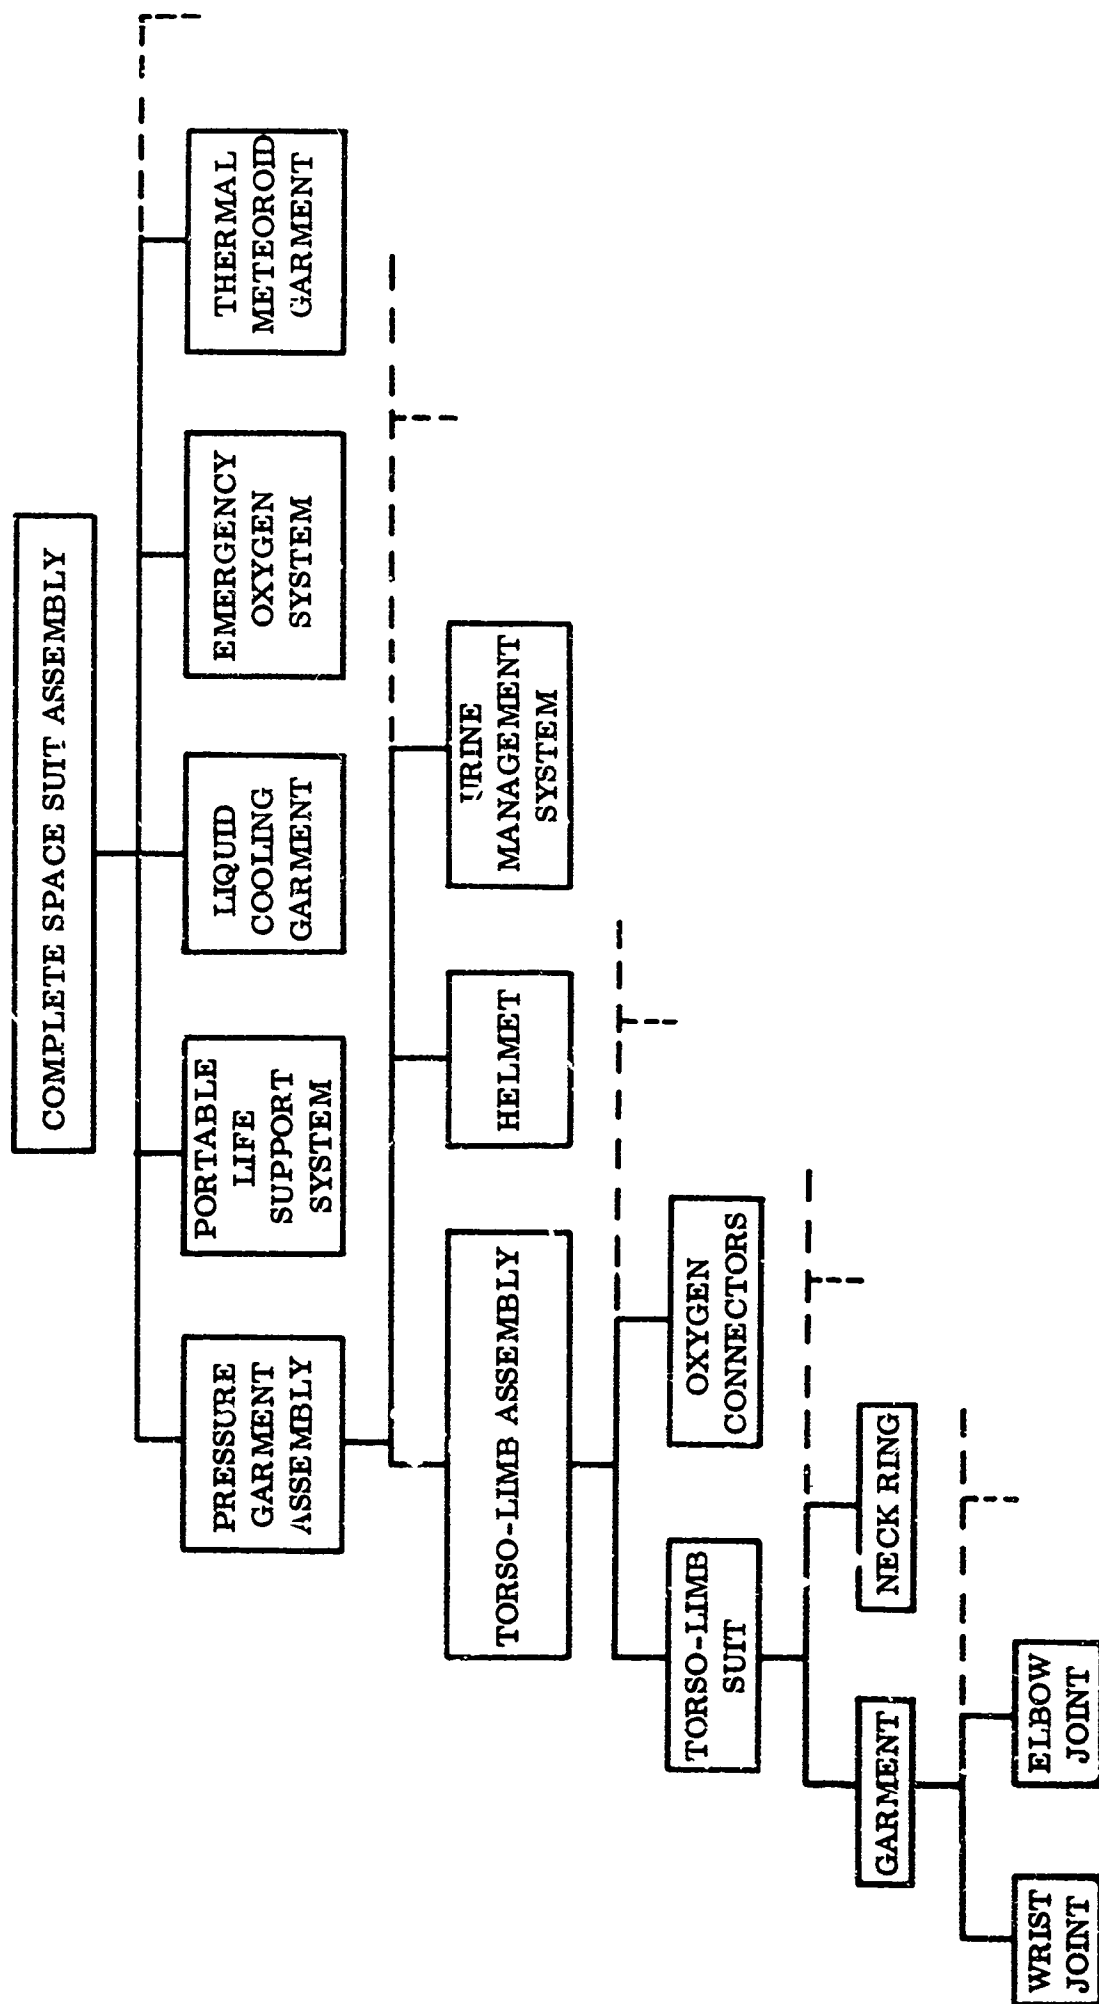 COMPLETE SPACE SUIT ASSEMBLY
PRESSURE
GARMENT
ASSEMBLY
PORTABLE
LIFE
SUPPORT
SYSTEM
LIQUID
COOLING
GARMENT
EMERGENCY
OXYGEN
SYSTEM
THERMAL
METEOROID
GARMENT
TORSO-LIMB ASSEMBLY
HELMET
URINE
MANAGEMENT
SYSTEM
TORSO-LIMB
SUIT
OXYGEN
CONNECTORS
GARMENT
NECK RING
WRIST
JOINT
ELBOW
JOINT